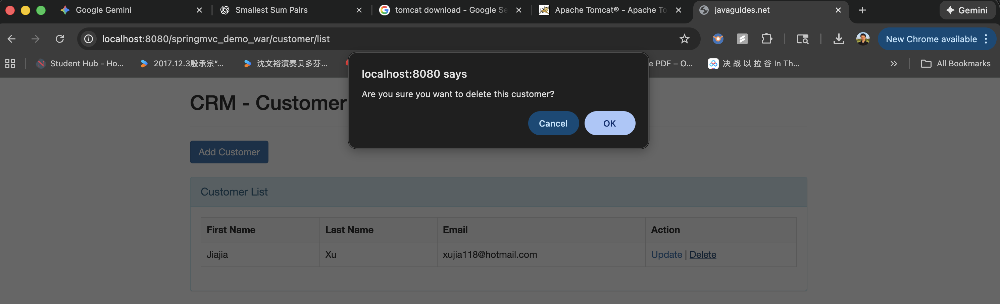 Google Gemini
Smallest Sum Pairs
tomcat download - Google Se
Apache Tomcat® - Apache To
javaguides.net
Gemini
localhost:8080/springmvc_demo_war/customer/list
New Chrome available
Student Hub - Ho...
2017.12.3殷承宗“...
沈文裕演奏贝多芬...
e PDF – O...
决 战 以 拉 谷 In Th...
All Bookmarks
localhost:8080 says
Are you sure you want to delete this customer?
Cancel
OK
CRM - Customer
Add Customer
Customer List
First Name Last Name Email Action
Jiajia Xu xujia118@hotmail.com Update | Delete